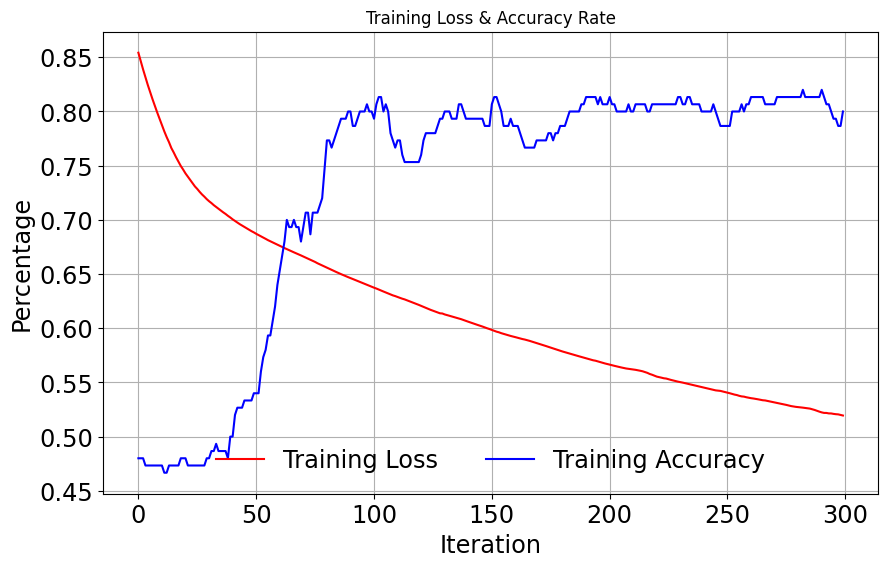 Training Loss & Accuracy Rate
Percentage
0.85
0.80
0.75
0.70
0.65
0.60
0.55
0.50
0.45
Training Loss
Training Accuracy
0 50 100 150 200 250 300
Iteration